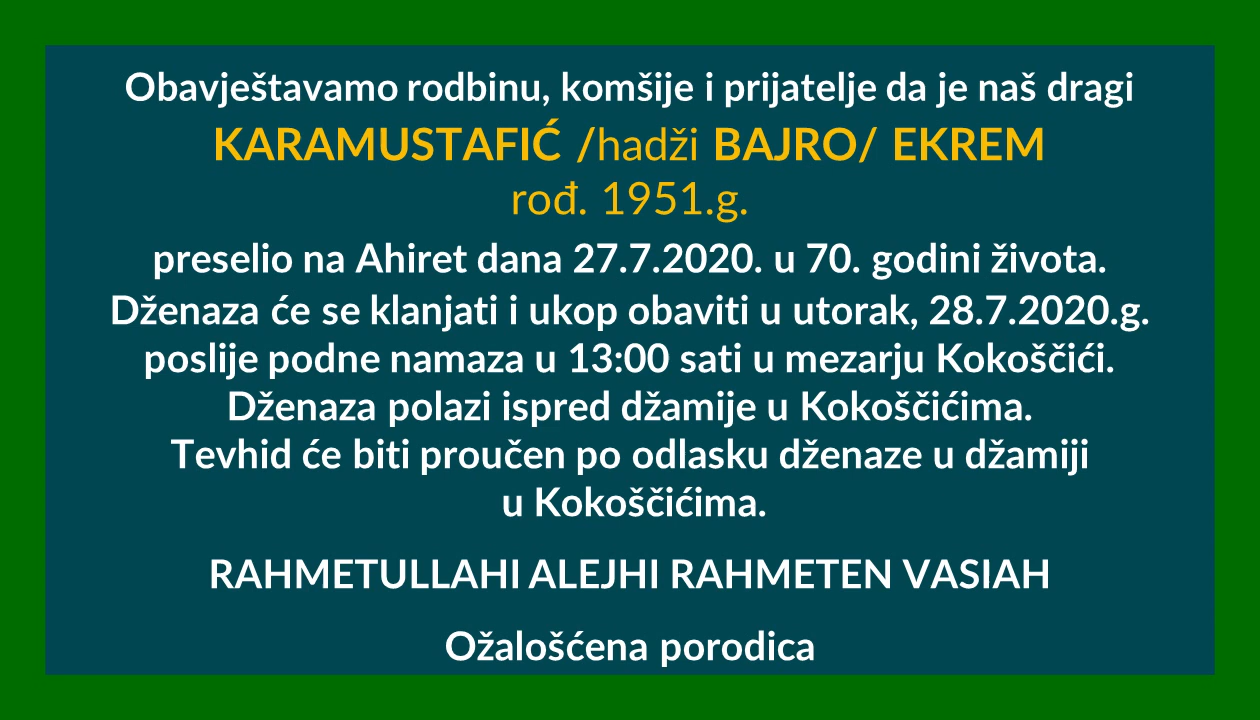 Obavještavamo rodbinu, komšije i prijatelje da je naš dragi
KARAMUSTAFIĆ /hadži BAJRO/ EKREM
rođ. 1951.g.
preselio na Ahiret dana 27.7.2020. u 70. godini života.
Dženaza će se klanjati i ukop obaviti u utorak, 28.7.2020.g.
poslije podne namaza u 13:00 sati u mezarju Kokoščići.
Dženaza polazi ispred džamije u Kokoščićima.
Tevhid će biti proučen po odlasku dženaze u džamiji
u Kokoščićima.
RAHMETULLAHI ALEJHI RAHMETEN VASIAH
Ožalošćena porodica